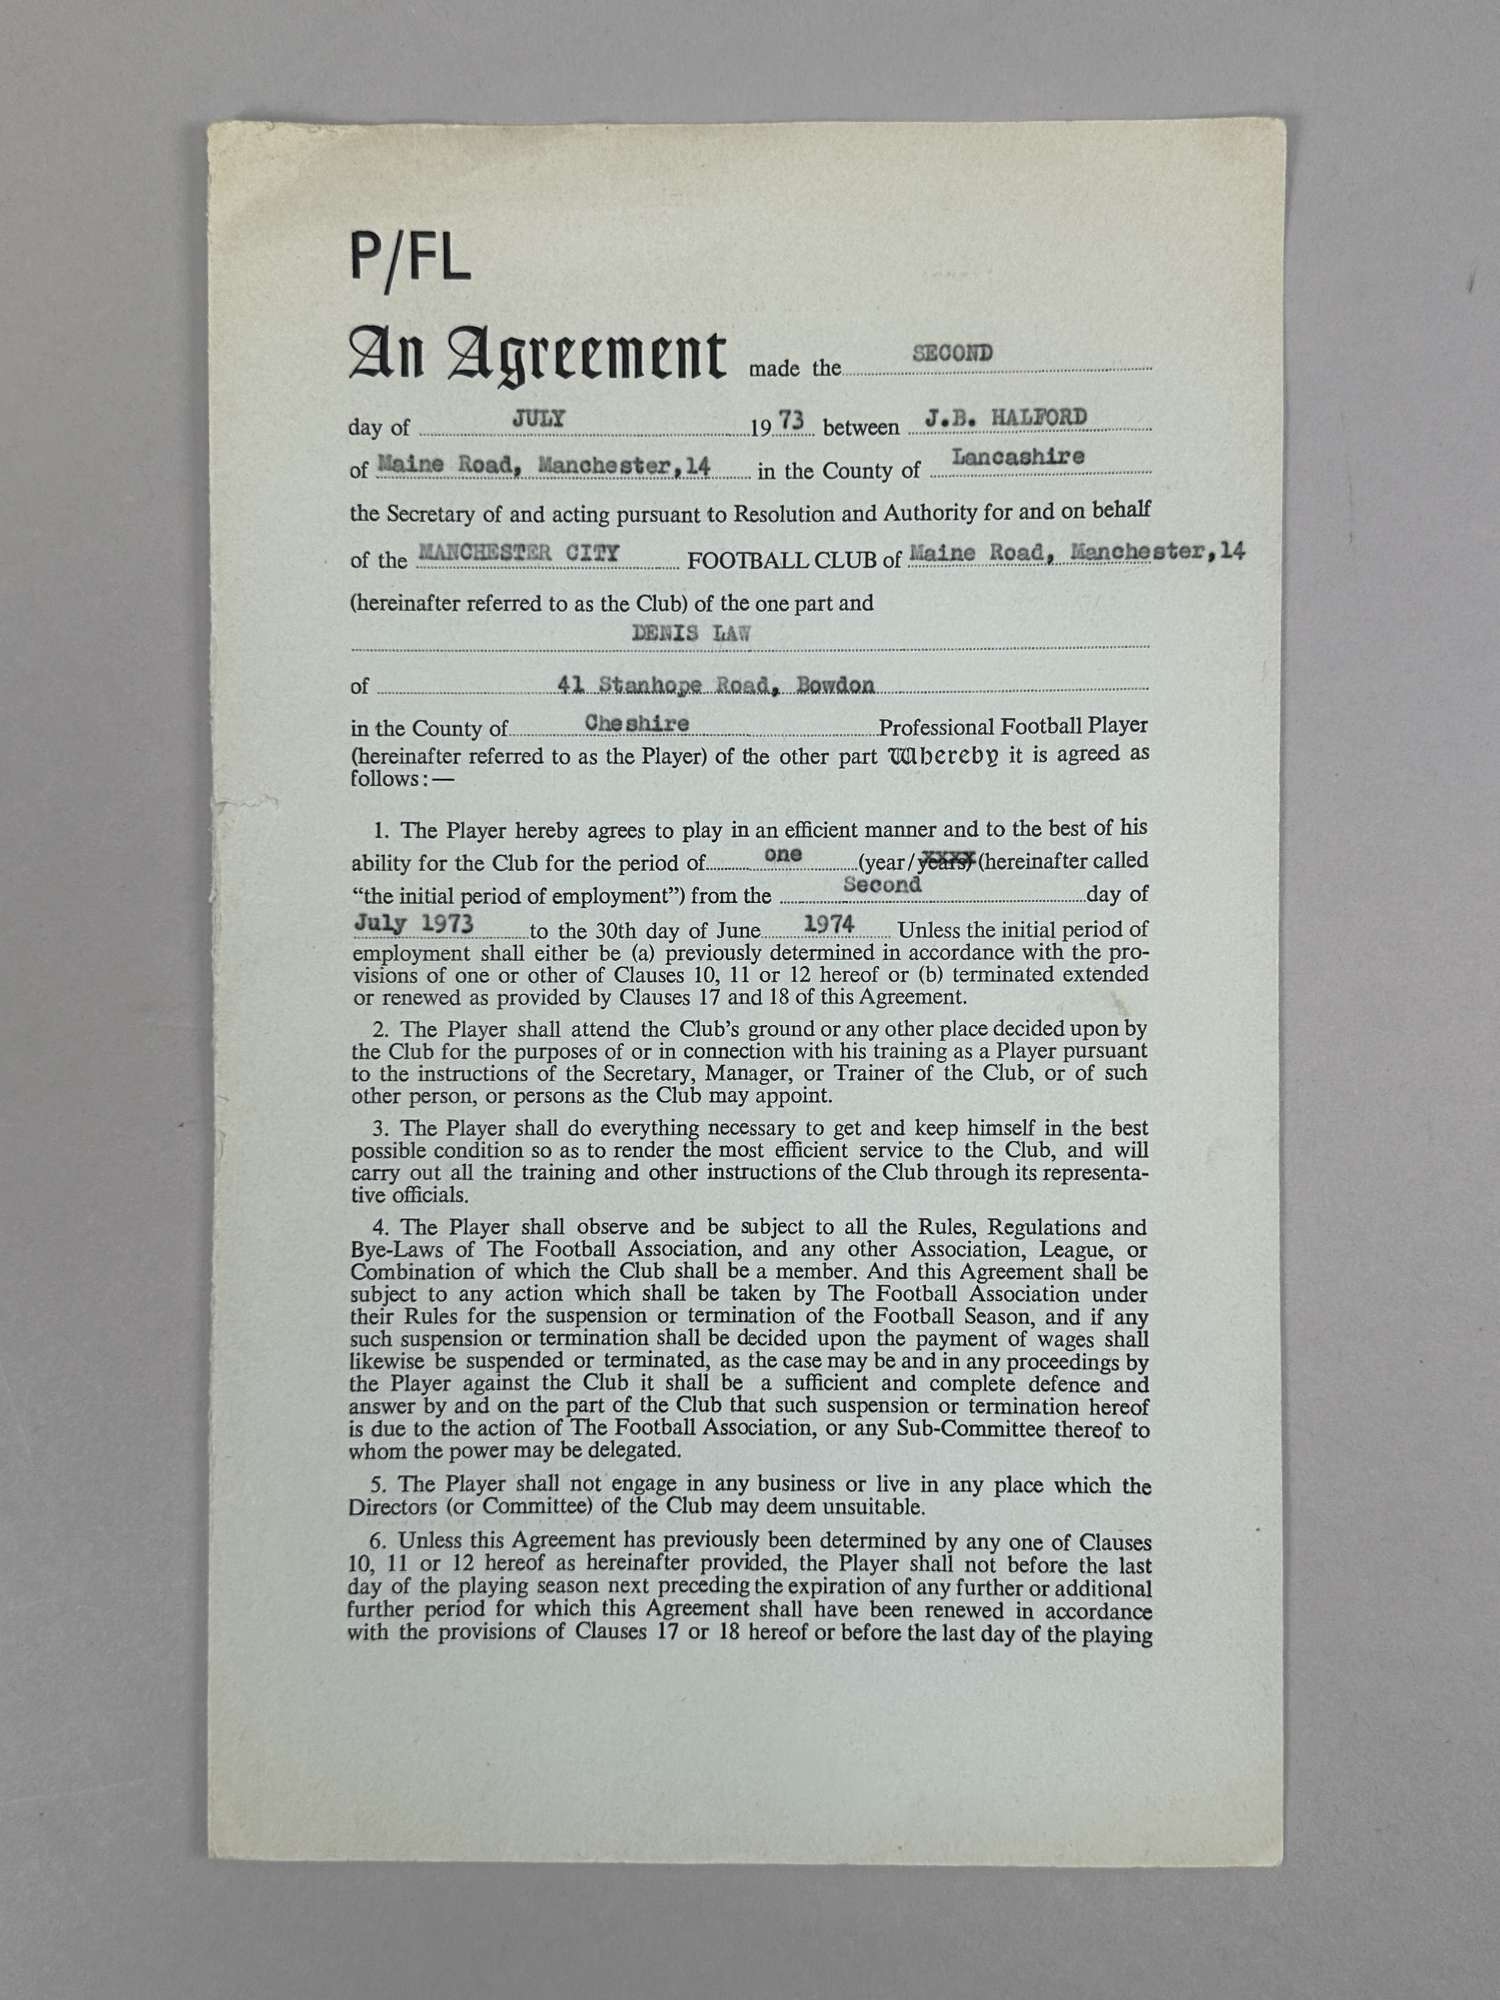 P/FL
An Agreement made the SECOND
day of JULY 1973 between J.B. HALFORD
of Maine Road, Manchester,14 in the County of Lancashire
the Secretary of and acting pursuant to Resolution and Authority for and on behalf
of the MANCHESTER CITY FOOTBALL CLUB of Maine Road, Manchester,14
(hereinafter referred to as the Club) of the one part and
DENIS LAW
of 41 Stanhope Road, Bowdon
in the County of Cheshire Professional Football Player
(hereinafter referred to as the Player) of the other part Whereby it is agreed as
follows:—
1. The Player hereby agrees to play in an efficient manner and to the best of his
ability for the Club for the period of one (year/years) (hereinafter called
“the initial period of employment”) from the Second day of
July 1973 to the 30th day of June 1974 Unless the initial period of
employment shall either be (a) previously determined in accordance with the pro-
visions of one or other of Clauses 10, 11 or 12 hereof or (b) terminated extended
or renewed as provided by Clauses 17 and 18 of this Agreement.
2. The Player shall attend the Club's ground or any other place decided upon by
the Club for the purposes of or in connection with his training as a Player pursuant
to the instructions of the Secretary, Manager, or Trainer of the Club, or of such
other person, or persons as the Club may appoint.
3. The Player shall do everything necessary to get and keep himself in the best
possible condition so as to render the most efficient service to the Club, and will
carry out all the training and other instructions of the Club through its representa-
tive officials.
4. The Player shall observe and be subject to all the Rules, Regulations and
Bye-Laws of The Football Association, and any other Association, League, or
Combination of which the Club shall be a member. And this Agreement shall be
subject to any action which shall be taken by The Football Association under
their Rules for the suspension or termination of the Football Season, and if any
such suspension or termination shall be decided upon the payment of wages shall
likewise be suspended or terminated, as the case may be and in any proceedings by
the Player against the Club it shall be a sufficient and complete defence and
answer by and on the part of the Club that such suspension or termination hereof
is due to the action of The Football Association, or any Sub-Committee thereof to
whom the power may be delegated.
5. The Player shall not engage in any business or live in any place which the
Directors (or Committee) of the Club may deem unsuitable.
6. Unless this Agreement has previously been determined by any one of Clauses
10, 11 or 12 hereof as hereinafter provided, the Player shall not before the last
day of the playing season next preceding the expiration of any further or additional
further period for which this Agreement shall have been renewed in accordance
with the provisions of Clauses 17 or 18 hereof or before the last day of the playing